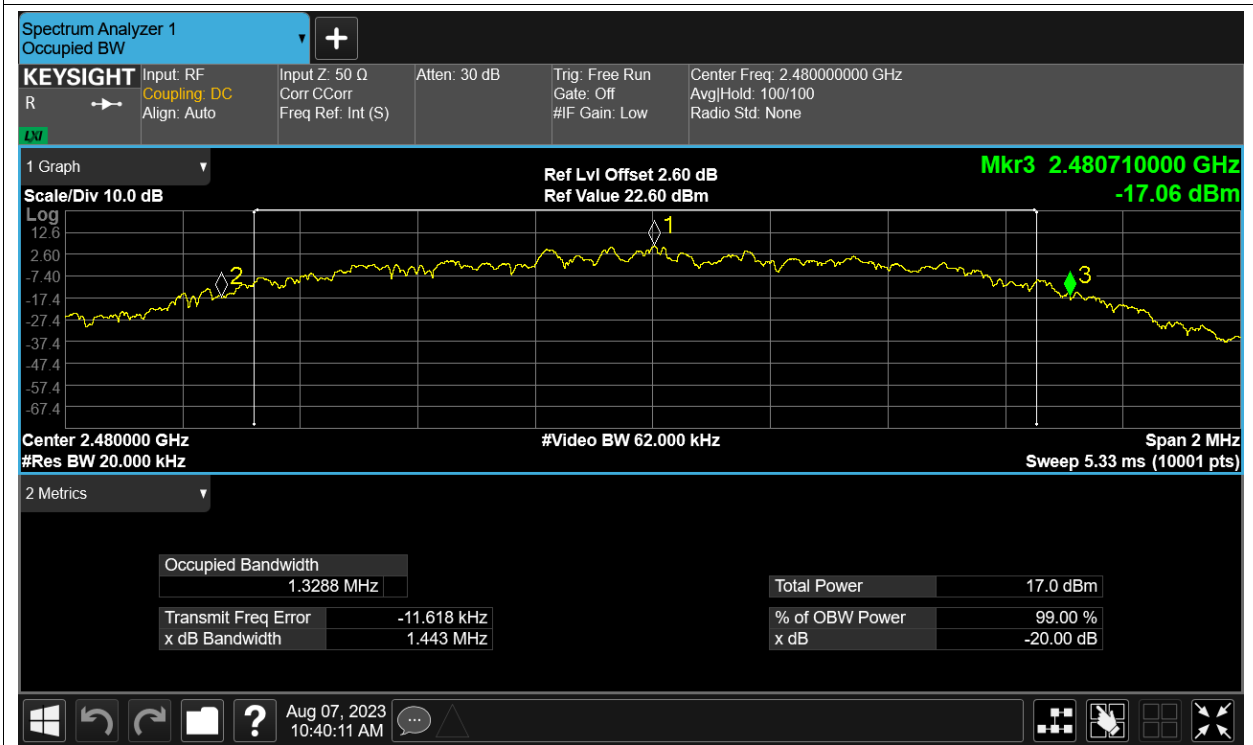 Spectrum Analyzer 1
Occupied BW
KEYSIGHT
R
LXI
Input: RF
Coupling: DC
Align: Auto
Input Z: 50 Ω
Corr CCorr
Freq Ref: Int (S)
Atten: 30 dB
Trig: Free Run
Gate: Off
#IF Gain: Low
Center Freq: 2.480000000 GHz
Avg|Hold: 100/100
Radio Std: None
1 Graph
Scale/Div 10.0 dB
Ref Lvl Offset 2.60 dB
Ref Value 22.60 dBm
Mkr3 2.480710000 GHz
-17.06 dBm
Log
12.6
2.60
-7.40
-17.4
-27.4
-37.4
-47.4
-57.4
-67.4
1
2
3
Center 2.480000 GHz
#Video BW 62.000 kHz
Span 2 MHz
#Res BW 20.000 kHz
Sweep 5.33 ms (10001 pts)
2 Metrics
Occupied Bandwidth
1.3288 MHz
Total Power 17.0 dBm
Transmit Freq Error -11.618 kHz
% of OBW Power 99.00 %
x dB Bandwidth 1.443 MHz
x dB -20.00 dB
?
Aug 07, 2023
10:40:11 AM